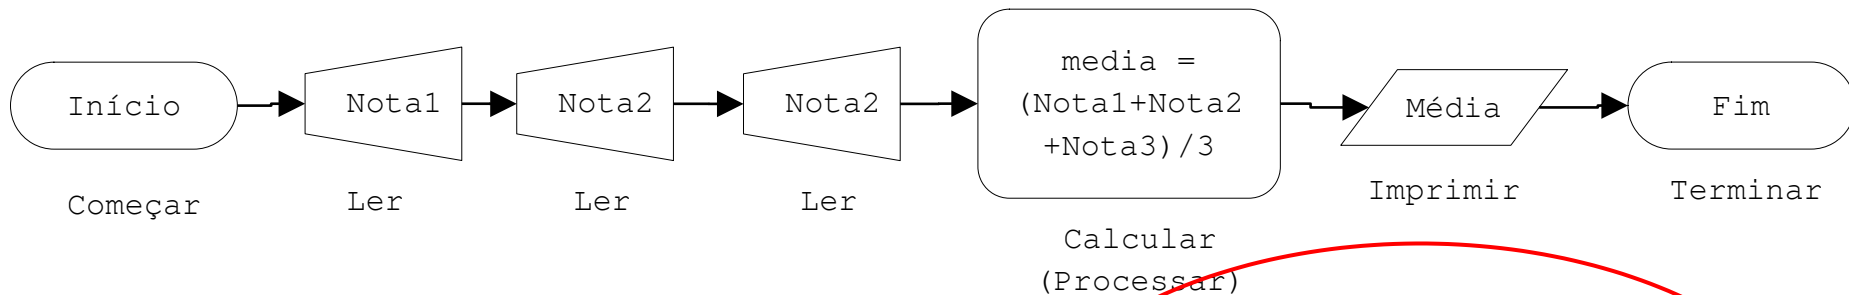 Início
Nota1
Nota2
Nota2
media =
(Nota1+Nota2
+Nota3)/3
Média
Fim
Começar
Ler
Ler
Ler
Calcular
(Processar)
Imprimir
Terminar